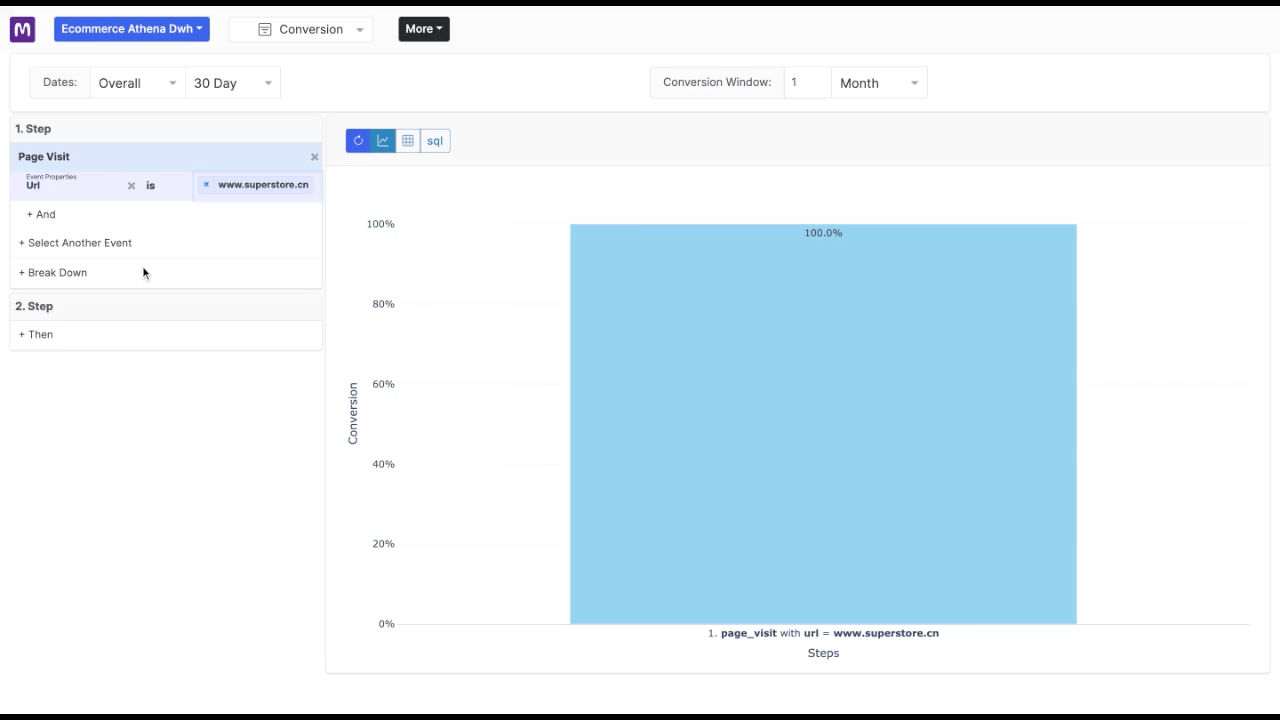 M
Ecommerce Athena Dwh
Conversion
More
Dates:
Overall
30 Day
Conversion Window:
1
Month
1. Step
Page Visit
×
Event Properties
Url
× is
× www.superstore.cn
+ And
+ Select Another Event
+ Break Down
2. Step
+ Then
sql
100%
80%
60%
40%
20%
0%
Conversion
100.0%
1. page_visit with url = www.superstore.cn
Steps